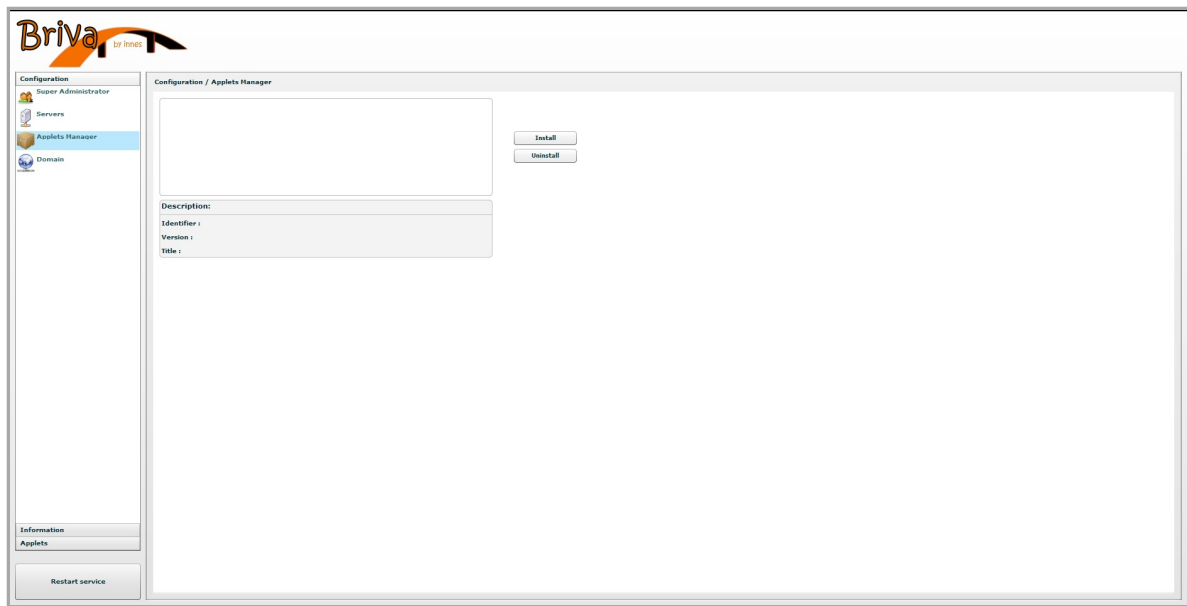 Briva
by innes
Configuration
Super Administrator
Servers
Applets Manager
Domain
Information
Applets
Restart service
Configuration / Applets Manager
Install
Uninstall
Description:
Identifier :
Version :
Title :